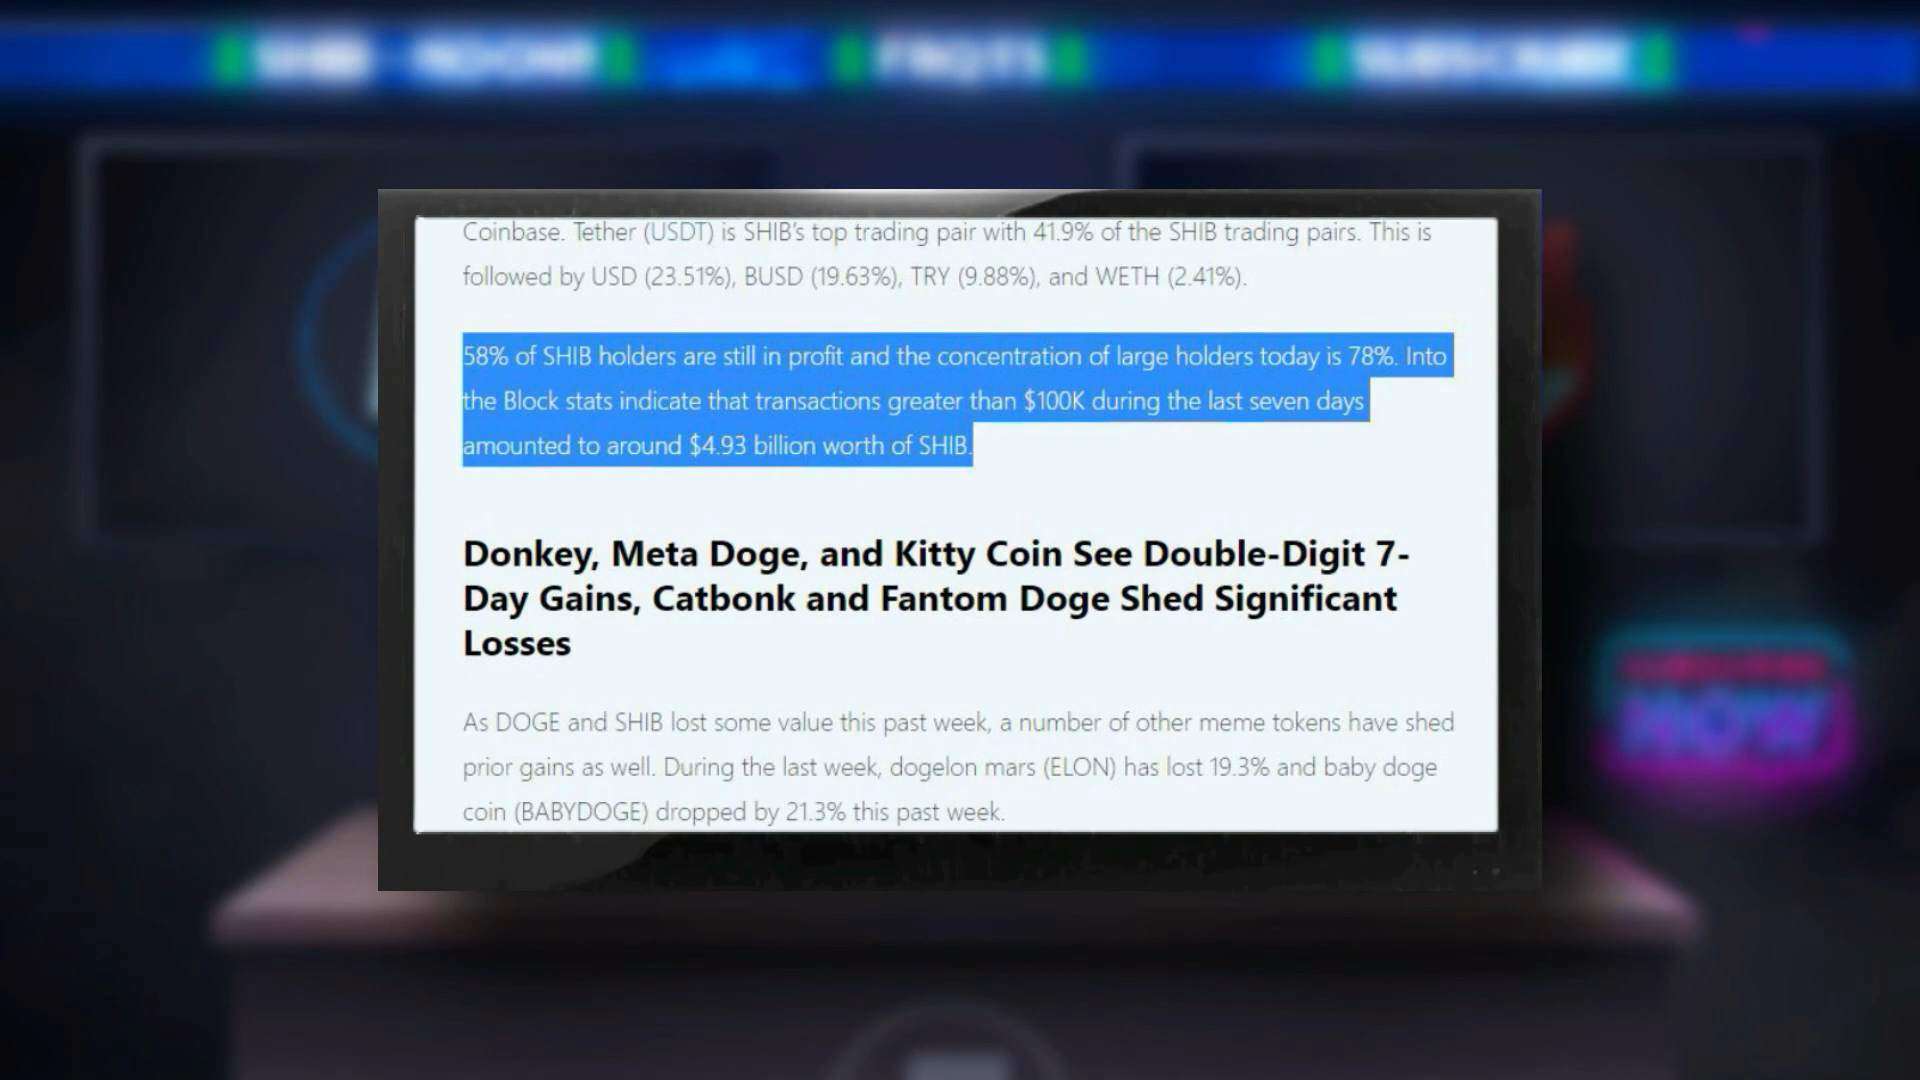 SUBSCRIBE
Coinbase. Tether (USDT) is SHIB's top trading pair with 41.9% of the SHIB trading pairs. This is
followed by USD (23.51%), BUSD (19.63%), TRY (9.88%), and WETH (2.41%).
58% of SHIB holders are still in profit and the concentration of large holders today is 78%. Into
the Block stats indicate that transactions greater than $100K during the last seven days
amounted to around $4.93 billion worth of SHIB.
Donkey, Meta Doge, and Kitty Coin See Double-Digit 7-
Day Gains, Catbonk and Fantom Doge Shed Significant
Losses
As DOGE and SHIB lost some value this past week, a number of other meme tokens have shed
prior gains as well. During the last week, dogelon mars (ELON) has lost 19.3% and baby doge
coin (BABYDOGE) dropped by 21.3% this past week.
NOW